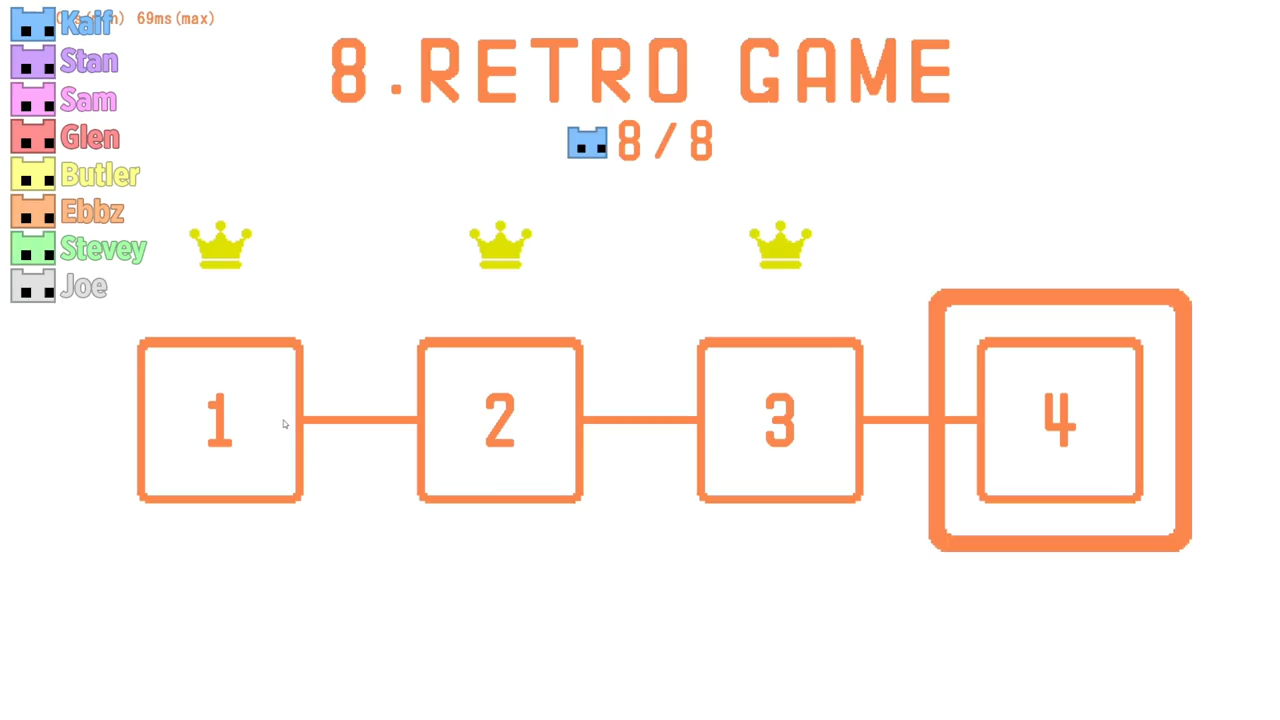 69ms(max)
Kaif
Stan
Sam
Glen
Butler
Ebbz
Stevey
Joe
8.RETRO GAME
8/8
1
2
3
4